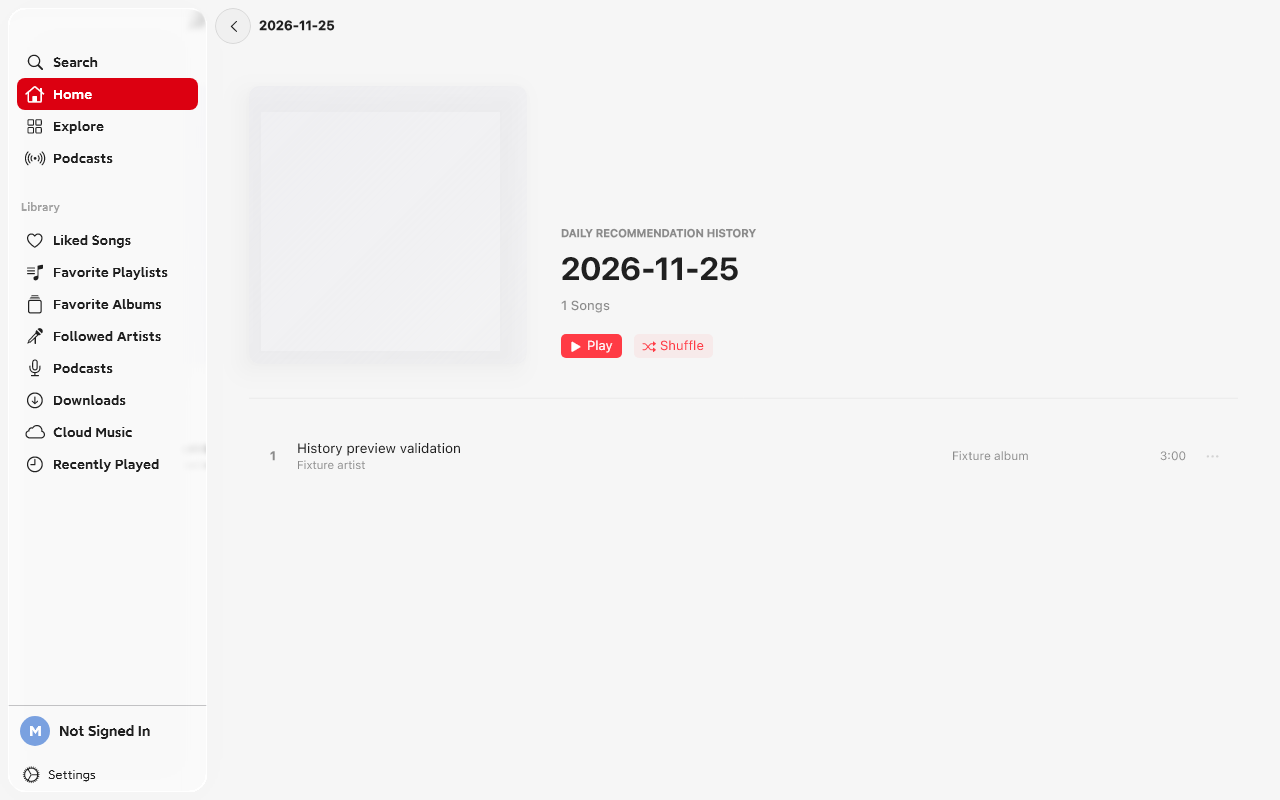 2026-11-25
Search
Home
Explore
Podcasts
Library
Liked Songs
Favorite Playlists
Favorite Albums
Followed Artists
Podcasts
Downloads
Cloud Music
Recently Played
M
Not Signed In
Settings
DAILY RECOMMENDATION HISTORY
2026-11-25
1 Songs
Play
Shuffle
1
History preview validation
Fixture artist
Fixture album
3:00